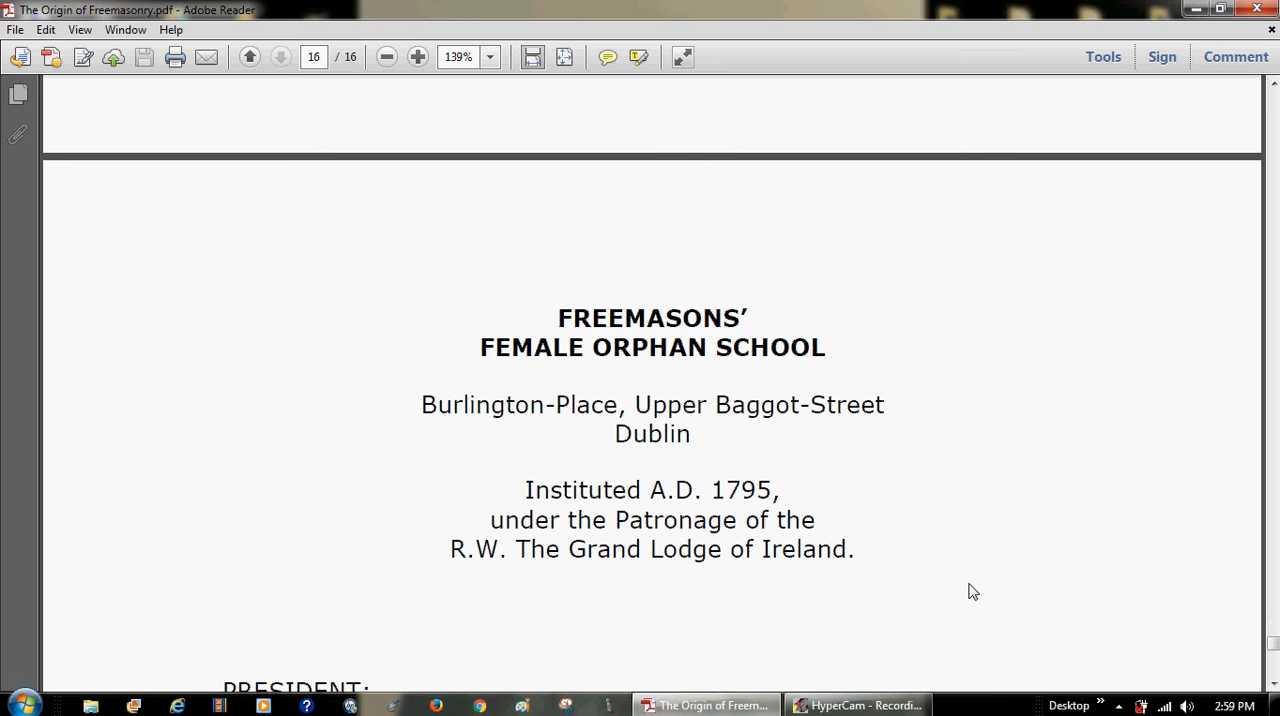 The Origin of Freemasonry.pdf - Adobe Reader
File Edit View Window Help
16 / 16 139% Tools Sign Comment
FREEMASONS’
FEMALE ORPHAN SCHOOL
Burlington-Place, Upper Baggot-Street
Dublin
Instituted A.D. 1795,
under the Patronage of the
R.W. The Grand Lodge of Ireland.
PRESIDENT:
The Origin of Freem... HyperCam - Recordi... Desktop » 2:59 PM